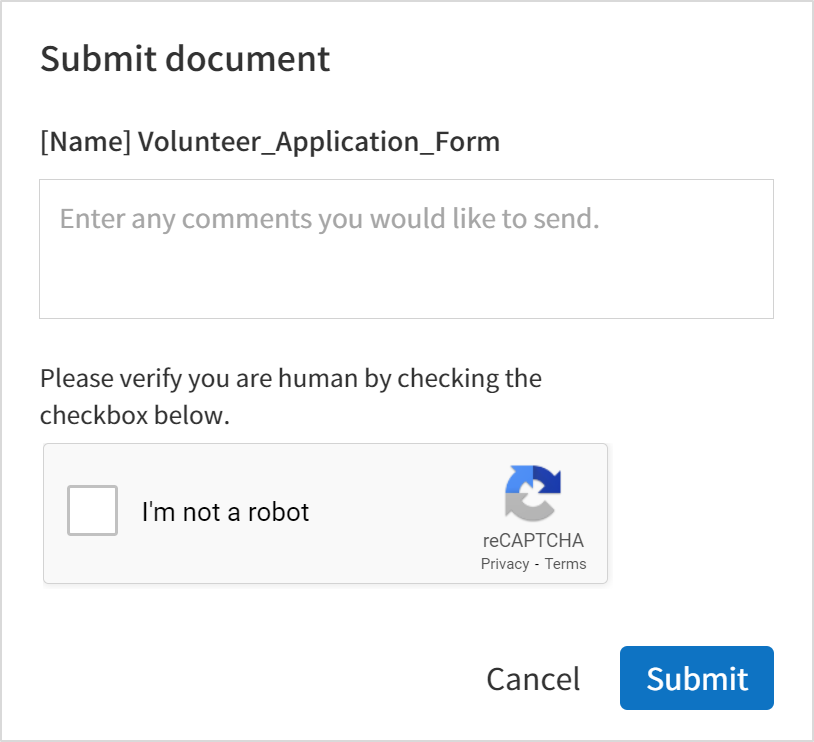 Submit document
[Name] Volunteer_Application_Form
Enter any comments you would like to send.
Please verify you are human by checking the
checkbox below.
I'm not a robot
reCAPTCHA
Privacy - Terms
Cancel
Submit